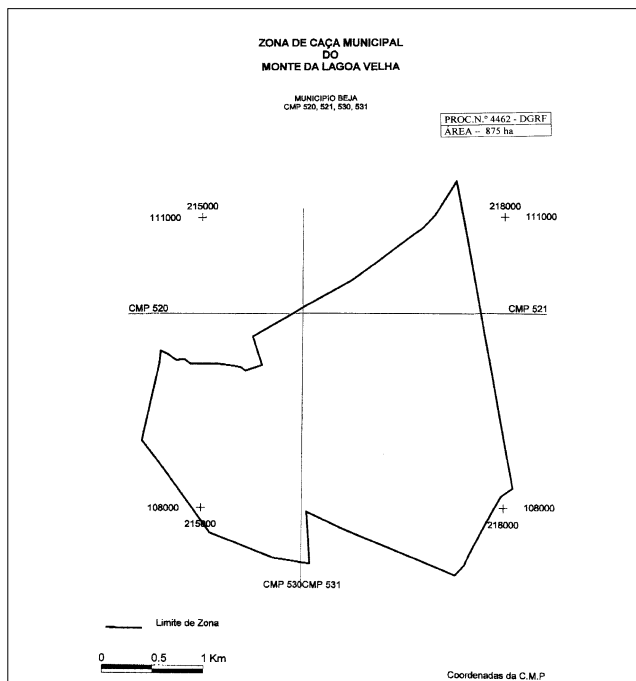 ZONA DE CAÇA MUNICIPAL
DO
MONTE DA LAGOA VELHA
MUNICIPIO BEJA
CMP 520, 521, 530, 531
PROC.N.º 4462 - DGRF
ÁREA -- 875 ha
215000
111000
218000
111000
CMP 520
CMP 521
108000
215000
108000
218000
CMP 530CMP 531
Limite de Zona
0 0.5 1 Km
Coordenadas da C.M.P